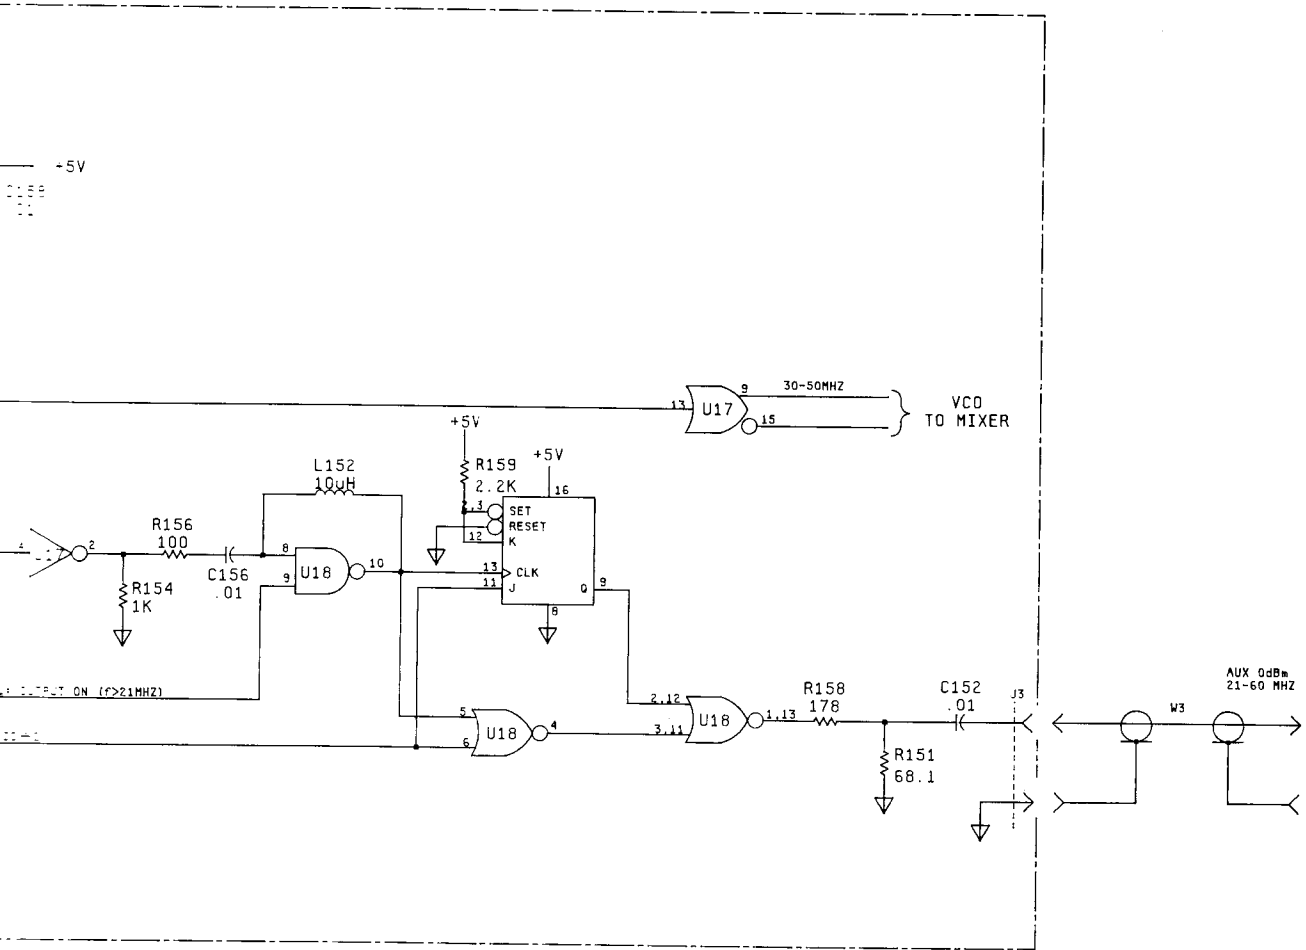 +5V
30-50MHZ
9
13
U17
15
VCO
TO MIXER
+5V
R159
2.2K
+5V
16
L152
10uH
SET
RESET
12
K
13
CLK
11
J
Q
9
8
R156
100
2
C156
.01
R154
1K
8
9
U18
10
OUTPUT ON (f>21MHZ)
5
6
U18
4
2,12
3,11
U18
1,13
R158
178
C152
.01
J3
R151
68.1
W3
AUX 0dBm
21-60 MHZ